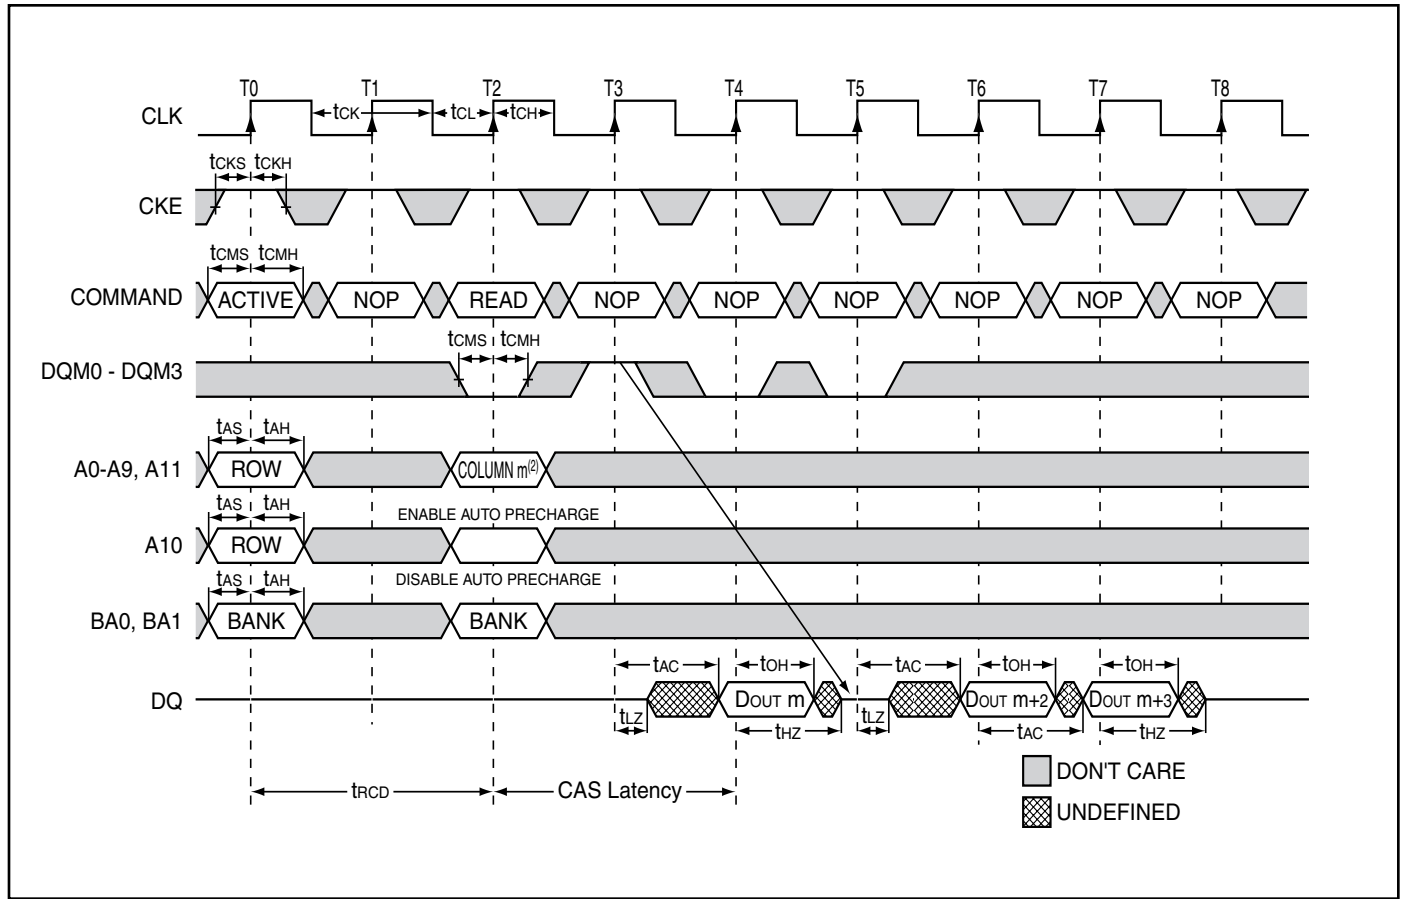 T0 T1 T2 T3 T4 T5 T6 T7 T8
CLK tCK tCL tCH
tCKS tCKH
CKE
tCMS tCMH
COMMAND ACTIVE NOP READ NOP NOP NOP NOP NOP NOP
tCMS tCMH
DQM0 - DQM3
tAS tAH
A0-A9, A11 ROW COLUMN m(2)
tAS tAH ENABLE AUTO PRECHARGE
A10 ROW
tAS tAH DISABLE AUTO PRECHARGE
BA0, BA1 BANK BANK
tAC tOH tAC tOH tOH
DQ DOUT m DOUT m+2 DOUT m+3
tLZ tHZ tLZ tAC tHZ
DON'T CARE
tRCD CAS Latency
UNDEFINED